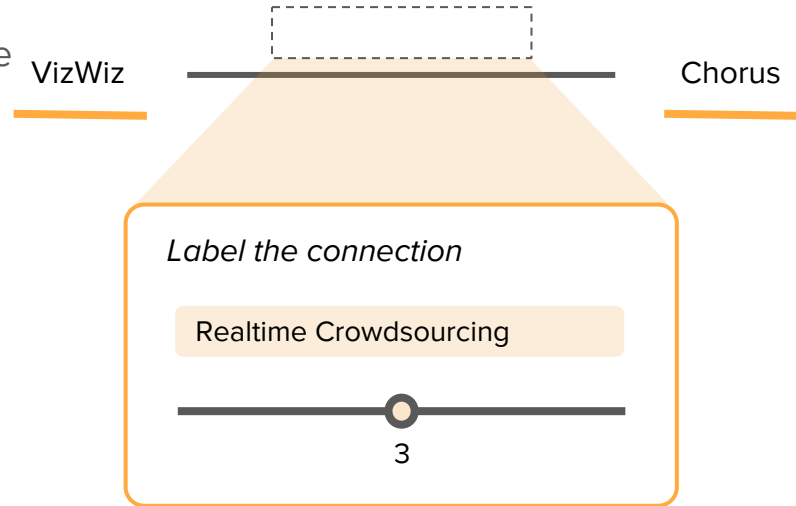 e
VizWiz
Chorus
Label the connection
Realtime Crowdsourcing
3